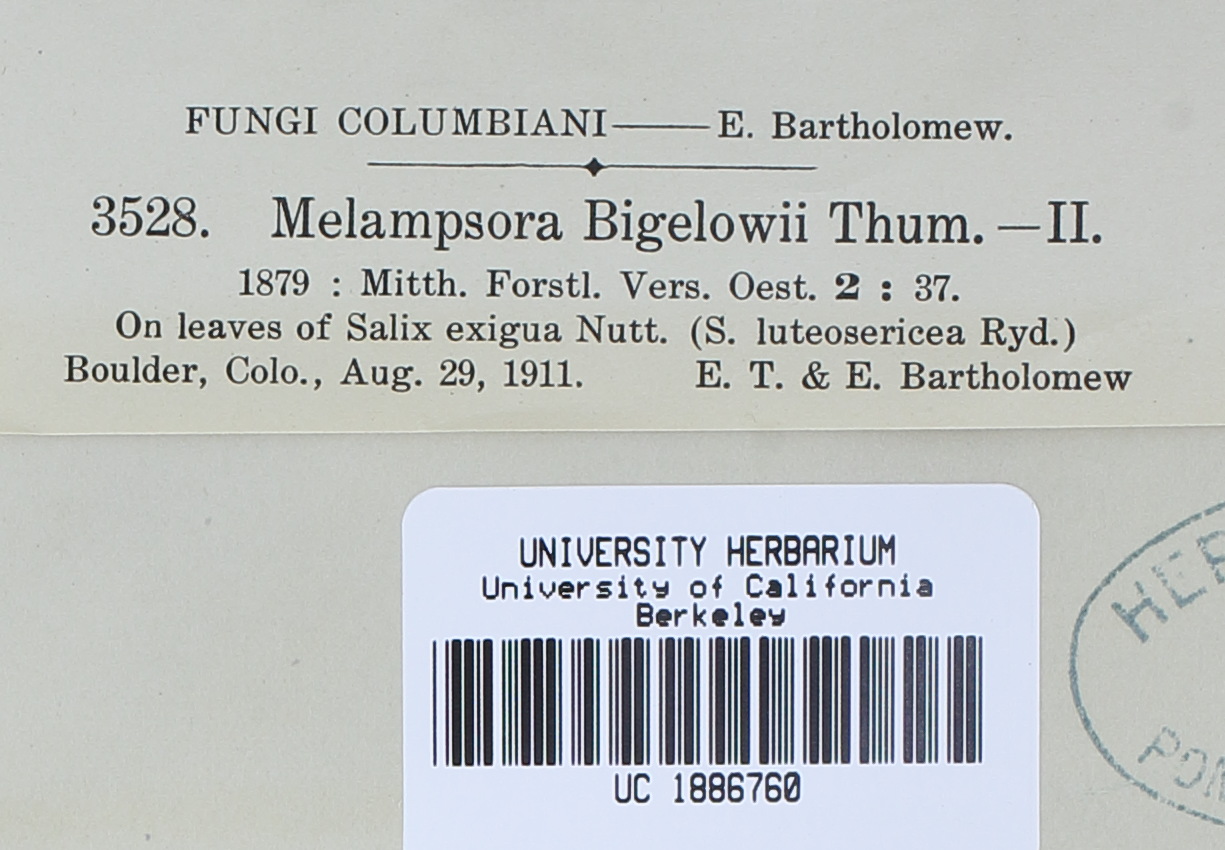 FUNGI COLUMBIANI—E. Bartholomew.
3528. Melampsora Bigelowii Thum.—II.
1879 : Mitth. Forstl. Vers. Oest. 2 : 37.
On leaves of Salix exigua Nutt. (S. luteosericea Ryd.)
Boulder, Colo., Aug. 29, 1911. E. T. & E. Bartholomew
UNIVERSITY HERBARIUM
University of California
Berkeley
UC 1886760